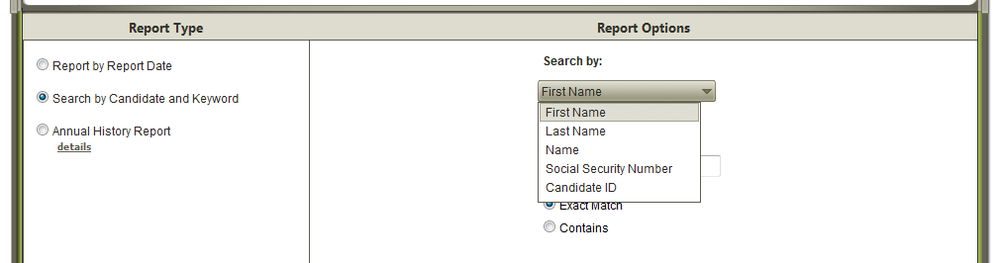 Report Type
Report Options
Report by Report Date
Search by Candidate and Keyword
Annual History Report
details
Search by:
First Name
First Name
Last Name
Name
Social Security Number
Candidate ID
Exact Match
Contains